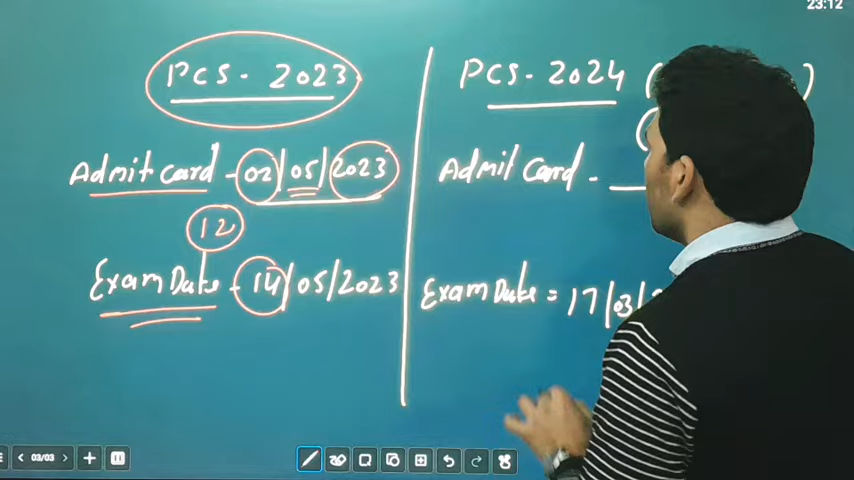 23:12
PCS - 2023
Admit card - 02/05/2023
12
Exam Date - 14/05/2023
PCS - 2024 ( )
Admit Card -
Exam Date = 17/03/
03/03